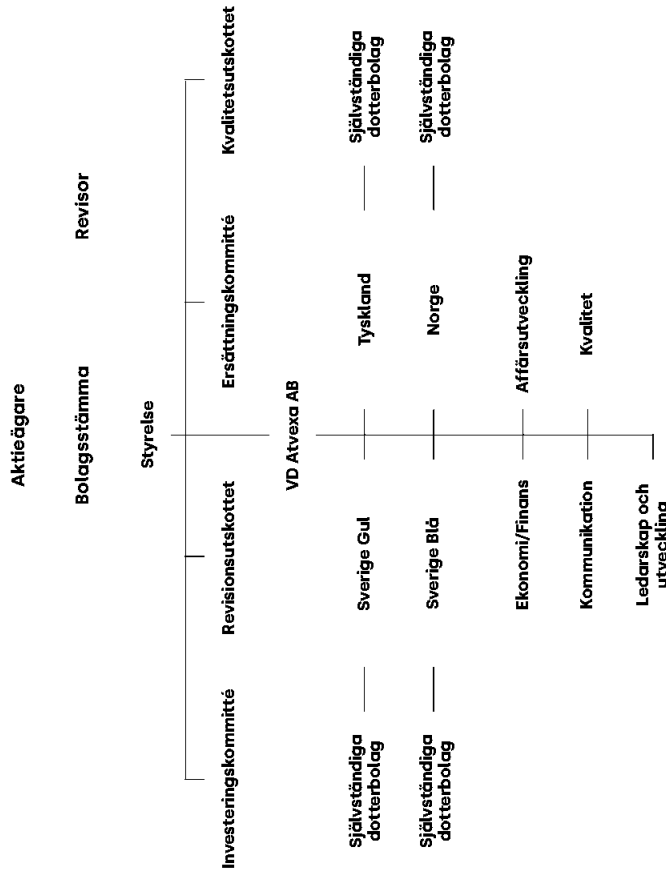 Aktieägare
Bolagsstämma
Revisor
Styrelse
Investeringskommitté
Revisionsutskottet
Ersättningskommitté
Kvalitetsutskottet
VD Atvexa AB
Självständiga
dotterbolag
Sverige Gul
Tyskland
Självständiga
dotterbolag
Självständiga
dotterbolag
Sverige Blå
Norge
Självständiga
dotterbolag
Ekonomi/Finans
Affärsutveckling
Kommunikation
Kvalitet
Ledarskap och
utveckling